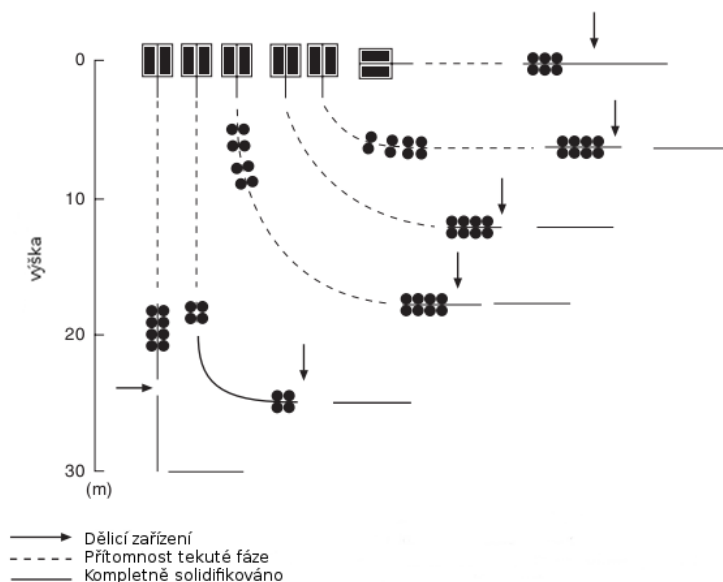 0
10
výška
20
30
(m)
Dělicí zařízení
Přítomnost tekuté fáze
Kompletně solidifikováno